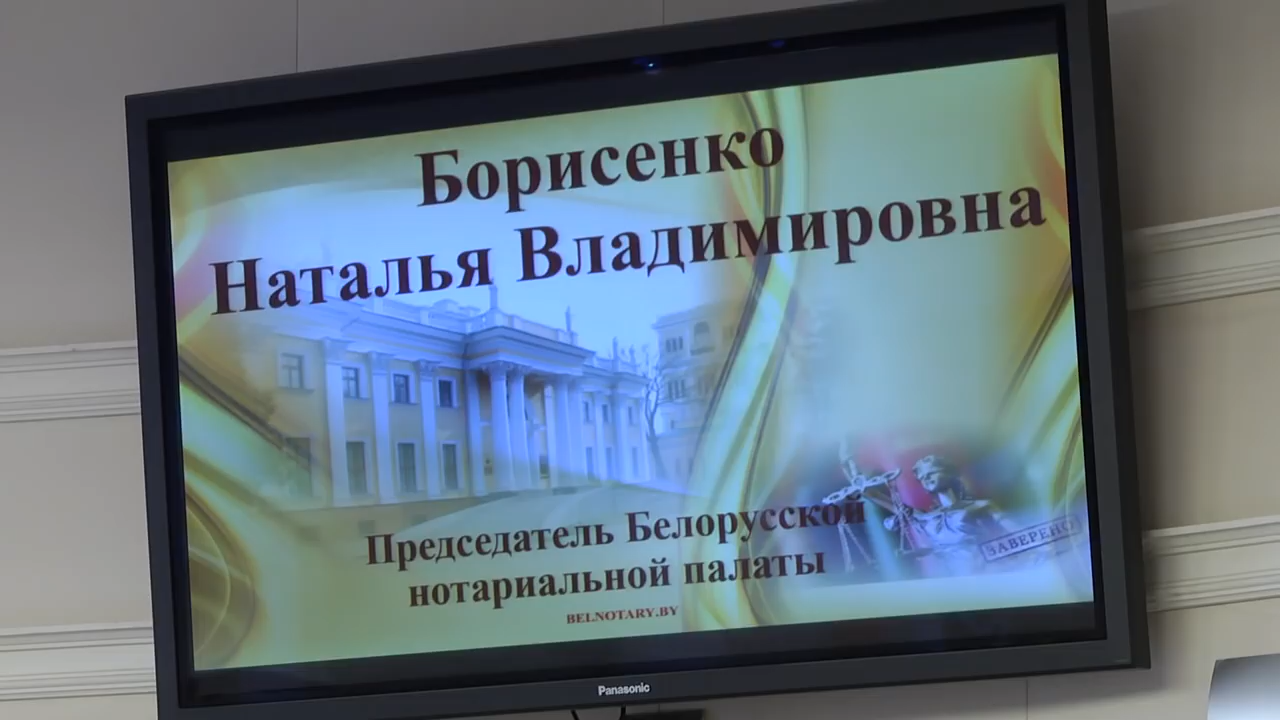 Борисенко
Наталья Владимировна
Председатель Белорусской
нотариальной палаты
BELNOTARY.BY
ЗАВЕРЕНО
Panasonic